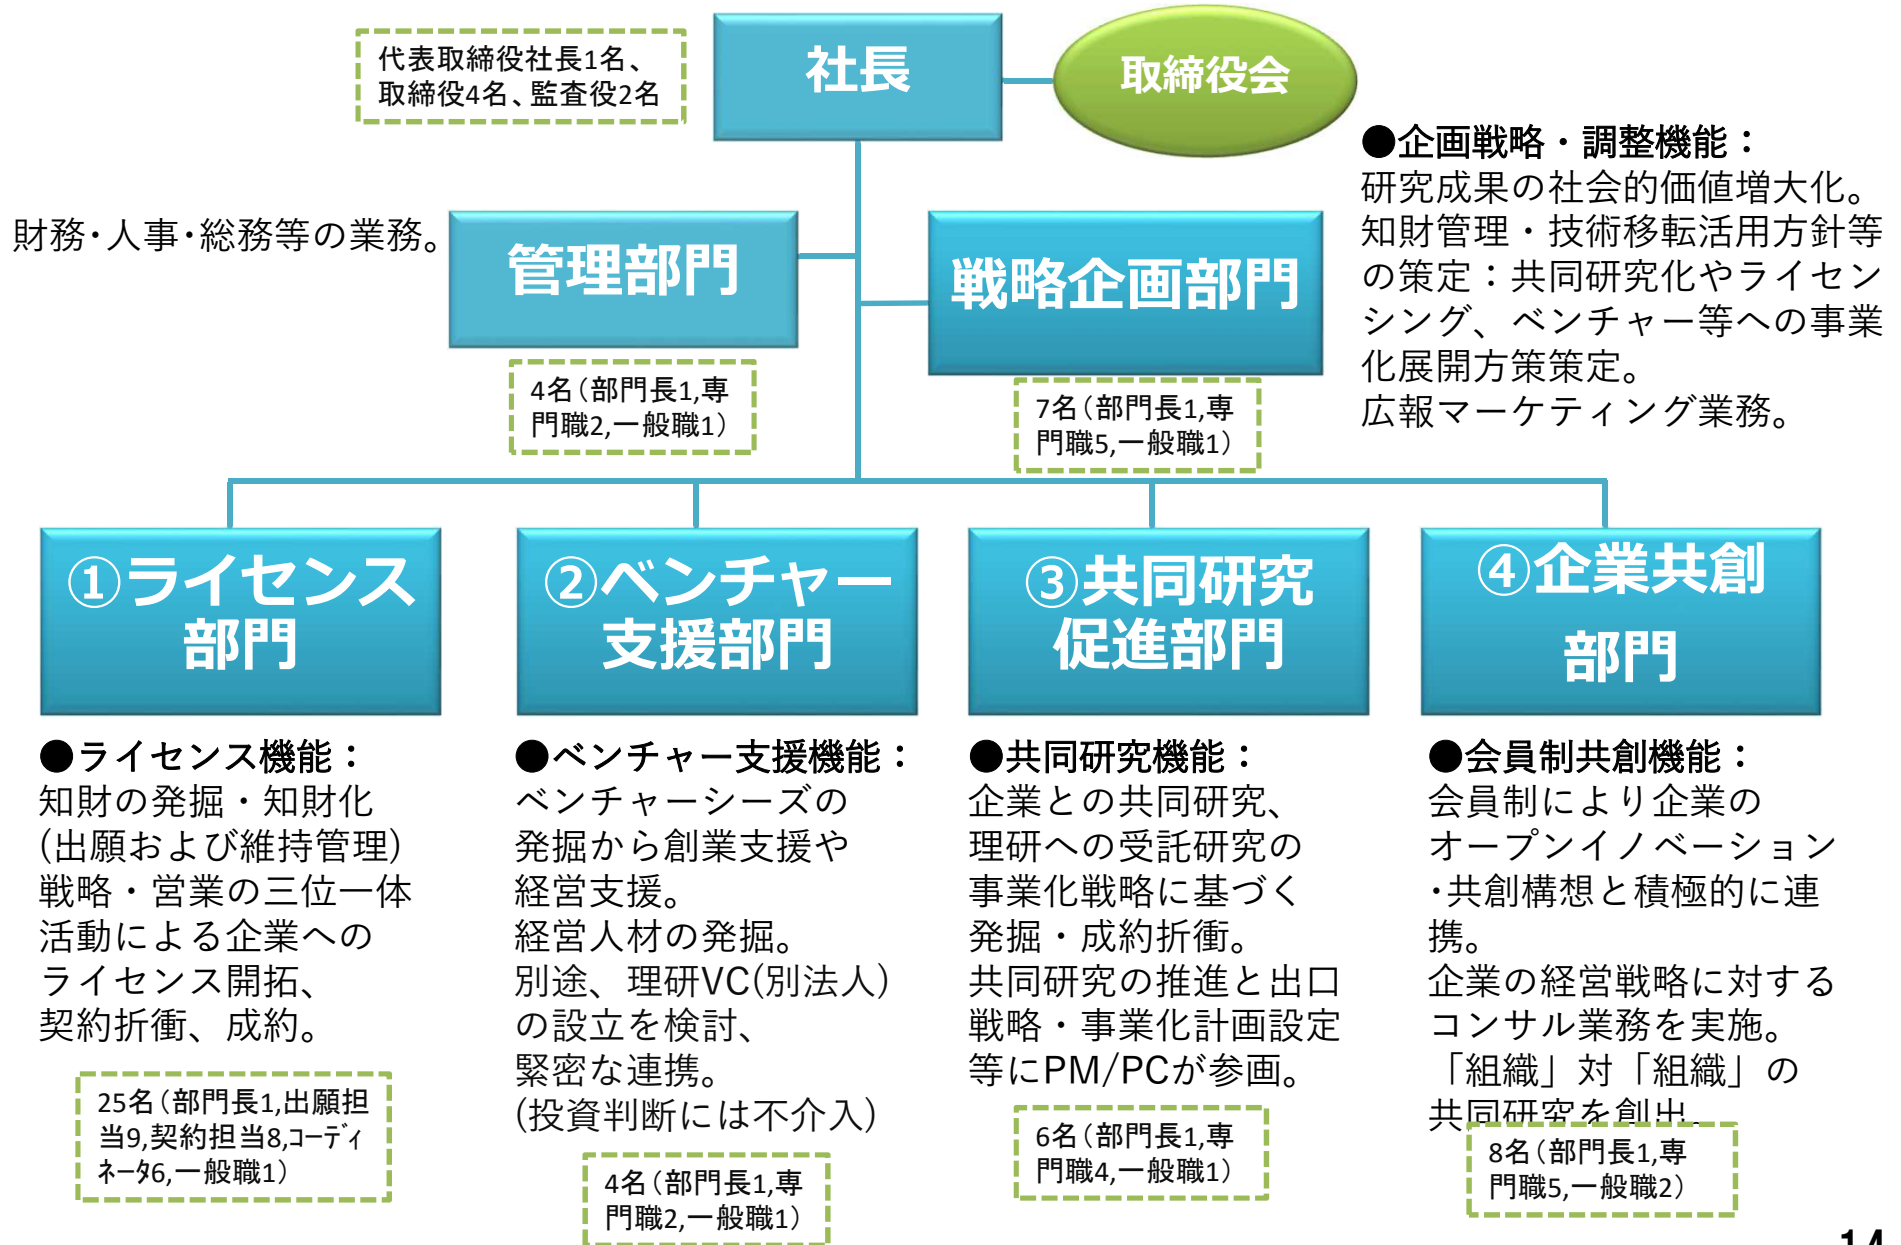 代表取締役社長1名、
取締役4名、監査役2名
社長
取締役会
財務・人事・総務等の業務。
管理部門
4名（部門長1,専
門職2,一般職1）
戦略企画部門
7名（部門長1,専
門職5,一般職1）
●企画戦略・調整機能：
研究成果の社会的価値増大化。
知財管理・技術移転活用方針等
の策定：共同研究化やライセン
シング、ベンチャー等への事業
化展開方策策定。
広報マーケティング業務。
①ライセンス
部門
●ライセンス機能：
知財の発掘・知財化
(出願および維持管理)
戦略・営業の三位一体
活動による企業への
ライセンス開拓、
契約折衝、成約。
25名（部門長1,出願担
当9,契約担当8,ｺｰﾃﾞｨ
ﾈｰﾀ6,一般職1）
②ベンチャー
支援部門
●ベンチャー支援機能：
ベンチャーシーズの
発掘から創業支援や
経営支援。
経営人材の発掘。
別途、理研VC(別法人)
の設立を検討、
緊密な連携。
(投資判断には不介入)
4名（部門長1,専
門職2,一般職1）
③共同研究
促進部門
●共同研究機能：
企業との共同研究、
理研への受託研究の
事業化戦略に基づく
発掘・成約折衝。
共同研究の推進と出口
戦略・事業化計画設定
等にPM/PCが参画。
6名（部門長1,専
門職4,一般職1）
④企業共創
部門
●会員制共創機能：
会員制により企業の
オープンイノベーション
・共創構想と積極的に連
携。
企業の経営戦略に対する
コンサル業務を実施。
「組織」対「組織」の
共同研究を創出。
8名（部門長1,専
門職5,一般職2）
14